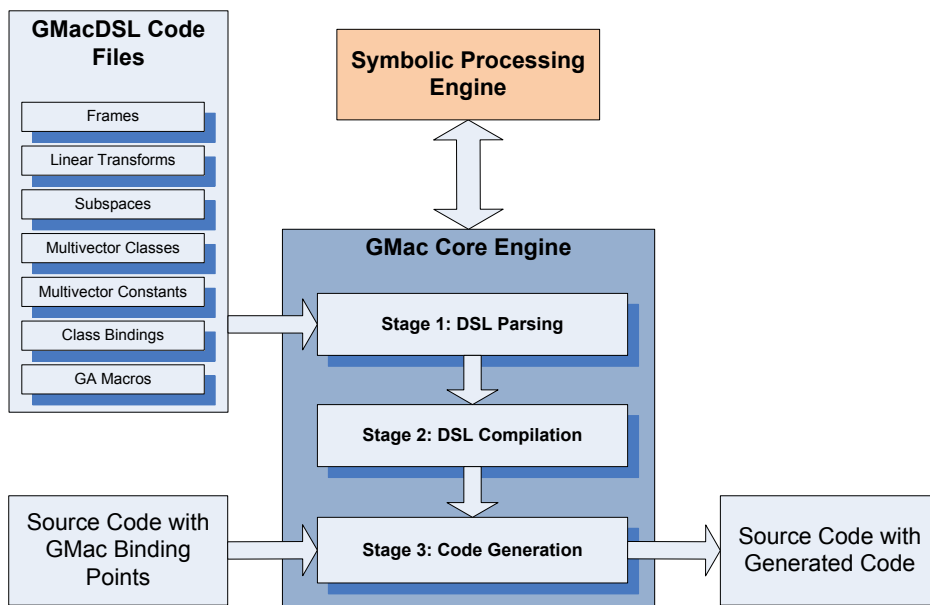 GMacDSL Code
Files
Frames
Linear Transforms
Subspaces
Multivector Classes
Multivector Constants
Class Bindings
GA Macros
Symbolic Processing
Engine
GMac Core Engine
Stage 1: DSL Parsing
Stage 2: DSL Compilation
Stage 3: Code Generation
Source Code with
GMac Binding
Points
Source Code with
Generated Code